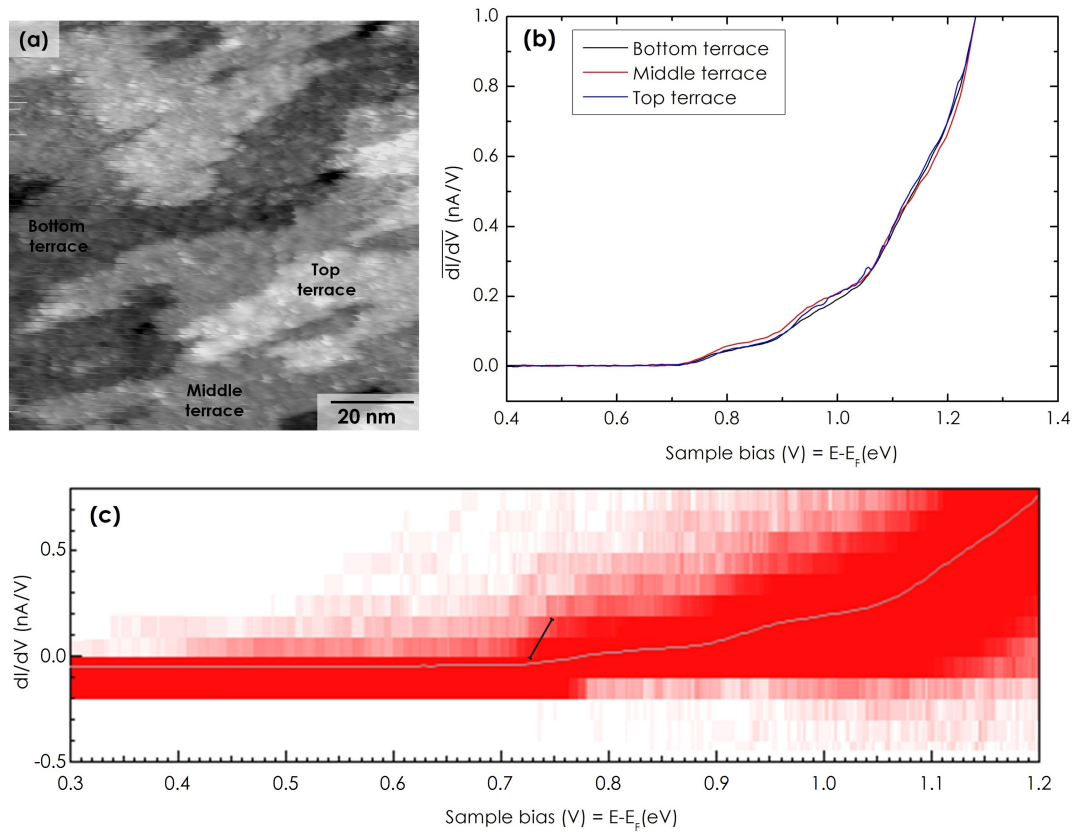 (a)
Bottom
terrace
Top
terrace
Middle
terrace
20 nm
(b)
Bottom terrace
Middle terrace
Top terrace
1.0
0.8
0.6
0.4
0.2
0.0
dI/dV (nA/V)
0.4 0.6 0.8 1.0 1.2 1.4
Sample bias (V) = E-E_F(eV)
(c)
0.5
0.0
-0.5
dI/dV (nA/V)
0.3 0.4 0.5 0.6 0.7 0.8 0.9 1.0 1.1 1.2
Sample bias (V) = E-E_F(eV)